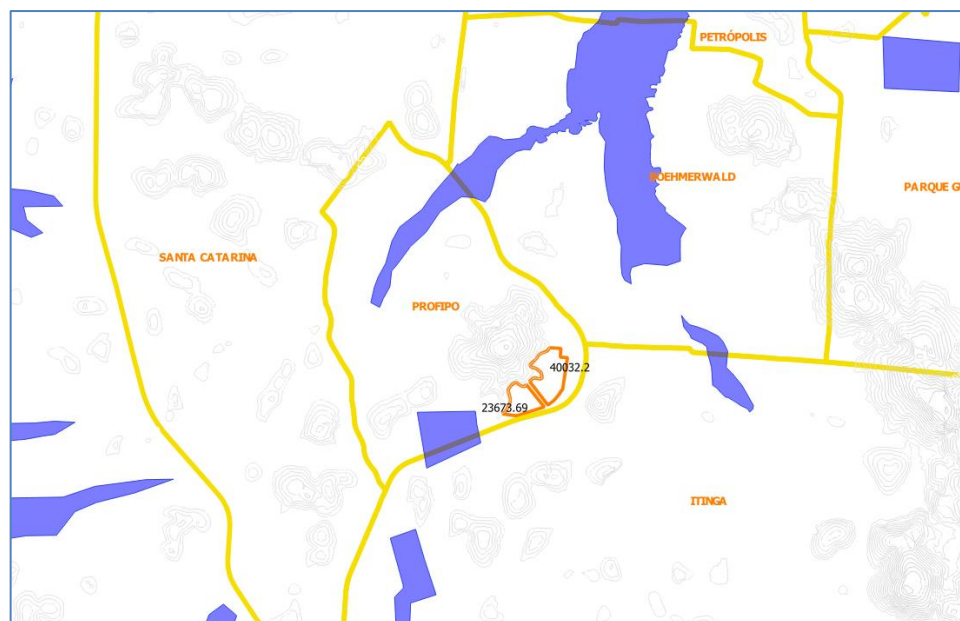 PETRÓPOLIS
BOEHMERWALD
PARQUE G
SANTA CATARINA
PROFIPO
40032.2
23673.69
ITINGA